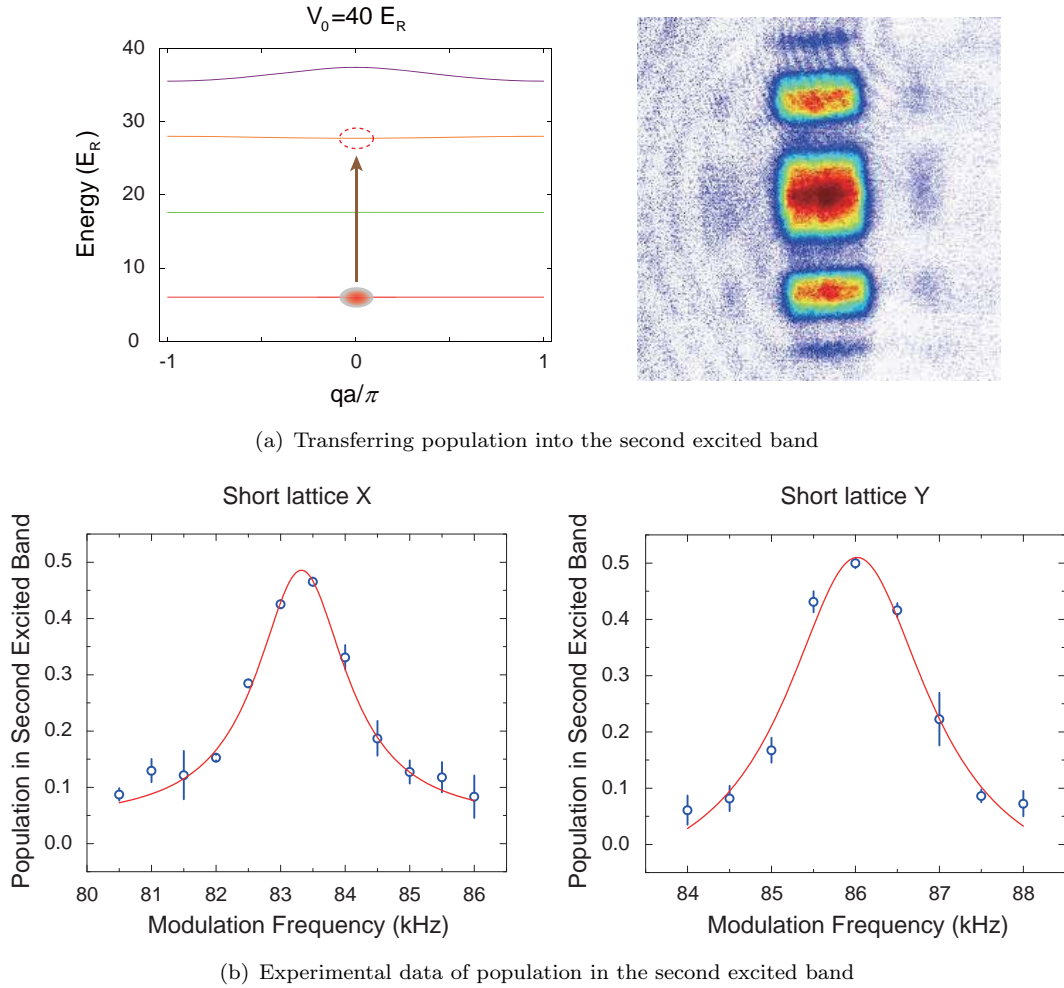 V_0=40 E_R
Energy (E_R)
40
30
20
10
0
-1 0 1
qa/π
(a) Transferring population into the second excited band
Short lattice X
Population in Second Excited Band
0.5
0.4
0.3
0.2
0.1
0.0
80 81 82 83 84 85 86
Modulation Frequency (kHz)
Short lattice Y
Population in Second Excited Band
0.5
0.4
0.3
0.2
0.1
0.0
84 85 86 87 88
Modulation Frequency (kHz)
(b) Experimental data of population in the second excited band